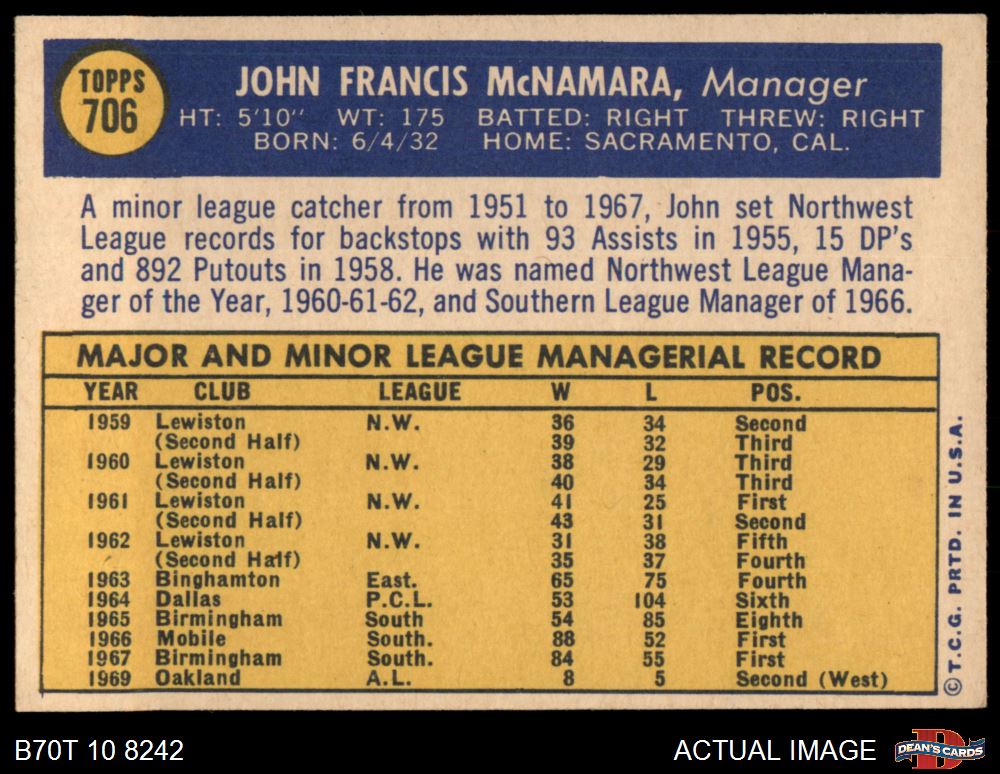 TOPPS
706
JOHN FRANCIS McNAMARA, Manager
HT: 5'10" WT: 175 BATTED: RIGHT THREW: RIGHT
BORN: 6/4/32 HOME: SACRAMENTO, CAL.
A minor league catcher from 1951 to 1967, John set Northwest
League records for backstops with 93 Assists in 1955, 15 DP's
and 892 Putouts in 1958. He was named Northwest League Mana-
ger of the Year, 1960-61-62, and Southern League Manager of 1966.
MAJOR AND MINOR LEAGUE MANAGERIAL RECORD
YEAR CLUB LEAGUE W L POS.
1959 Lewiston N.W. 36 34 Second
(Second Half) 39 32 Third
1960 Lewiston N.W. 38 29 Third
(Second Half) 40 34 Third
1961 Lewiston N.W. 41 25 First
(Second Half) 43 31 Second
1962 Lewiston N.W. 31 38 Fifth
(Second Half) 35 37 Fourth
1963 Binghamton East. 65 75 Fourth
1964 Dallas P.C.L. 53 104 Sixth
1965 Birmingham South 54 85 Eighth
1966 Mobile South. 88 52 First
1967 Birmingham South. 84 55 First
1969 Oakland A.L. 8 5 Second (West)
© T.C.G. PRTD. IN U.S.A.
B70T 10 8242
ACTUAL IMAGE
D
DEAN'S CARDS